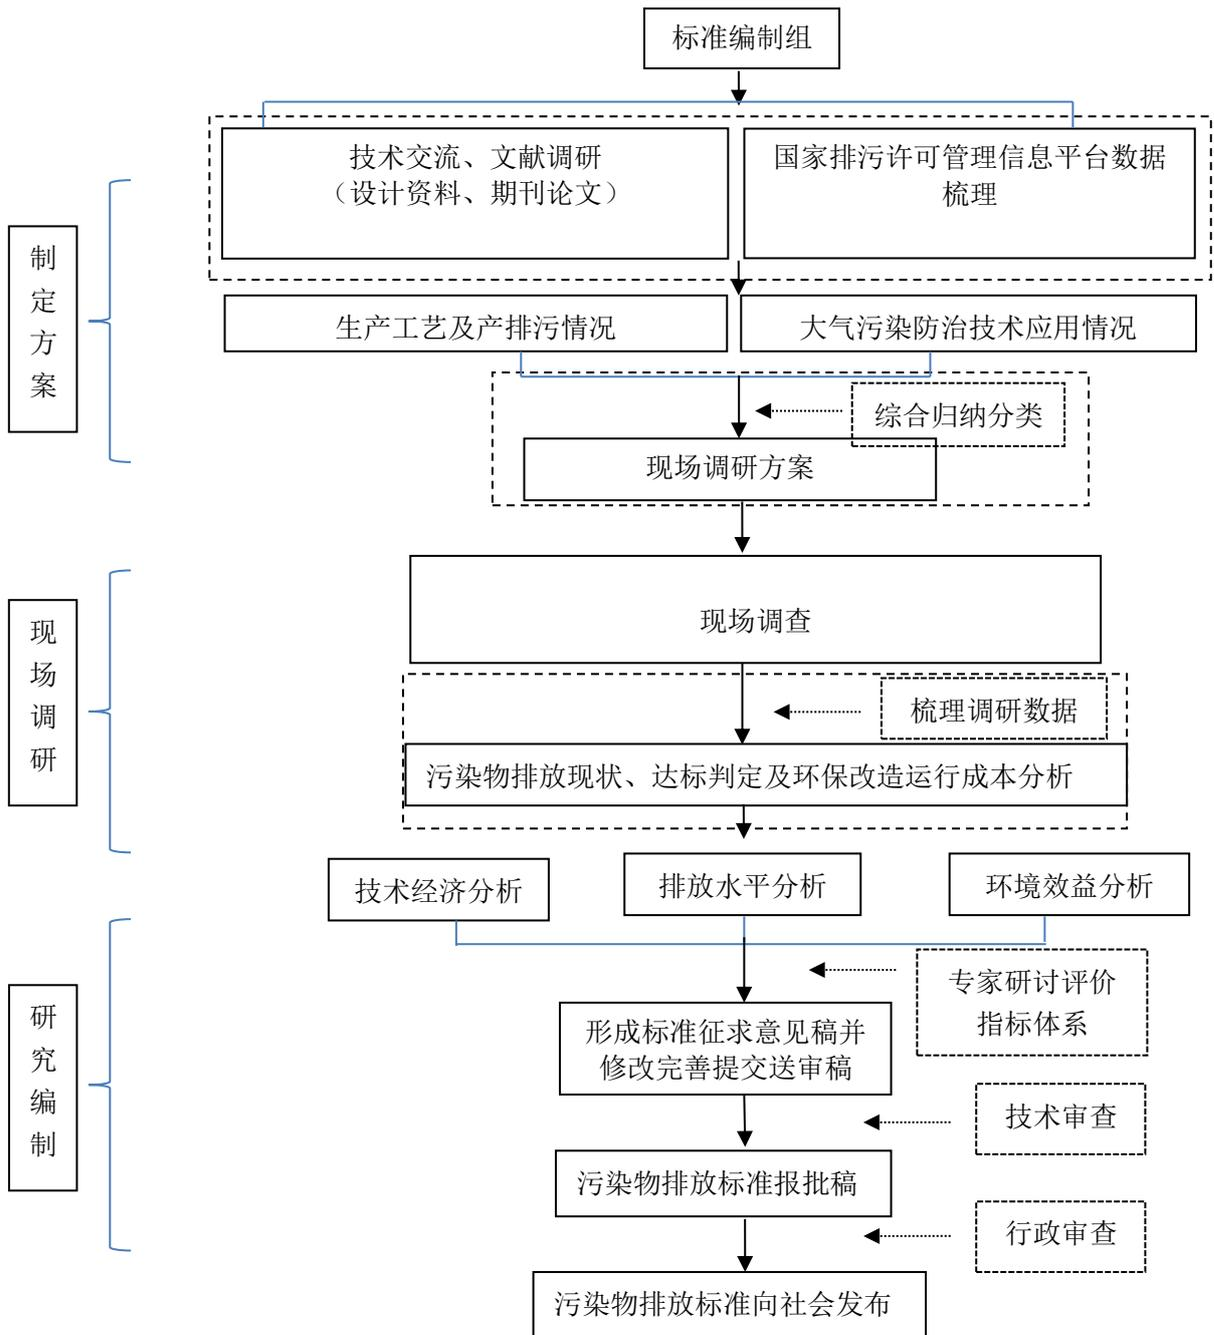 标准编制组
技术交流、文献调研
（设计资料、期刊论文）
国家排污许可管理信息平台数据
梳理
制
定
方
案
生产工艺及产排污情况
大气污染防治技术应用情况
综合归纳分类
现场调研方案
现
场
调
研
现场调查
梳理调研数据
污染物排放现状、达标判定及环保改造运行成本分析
技术经济分析
排放水平分析
环境效益分析
研
究
编
制
专家研讨评价
指标体系
形成标准征求意见稿并
修改完善提交送审稿
技术审查
污染物排放标准报批稿
行政审查
污染物排放标准向社会发布